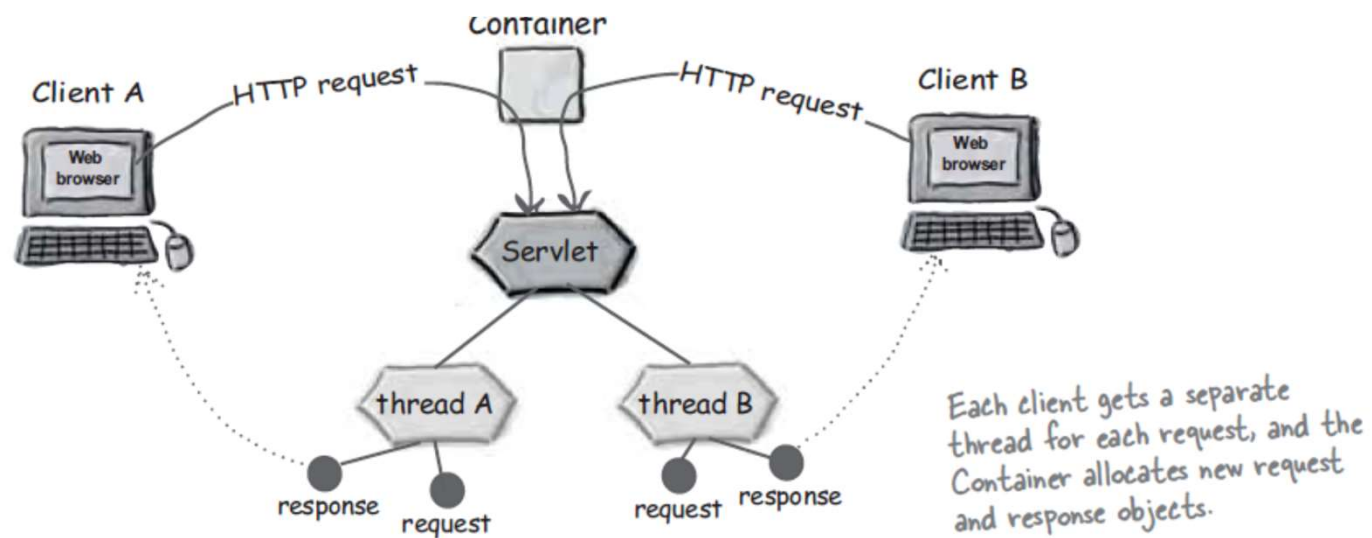 Container
Client A
HTTP request
HTTP request
Client B
Web
browser
Web
browser
Servlet
thread A
thread B
response
request
request
response
Each client gets a separate
thread for each request, and the
Container allocates new request
and response objects.